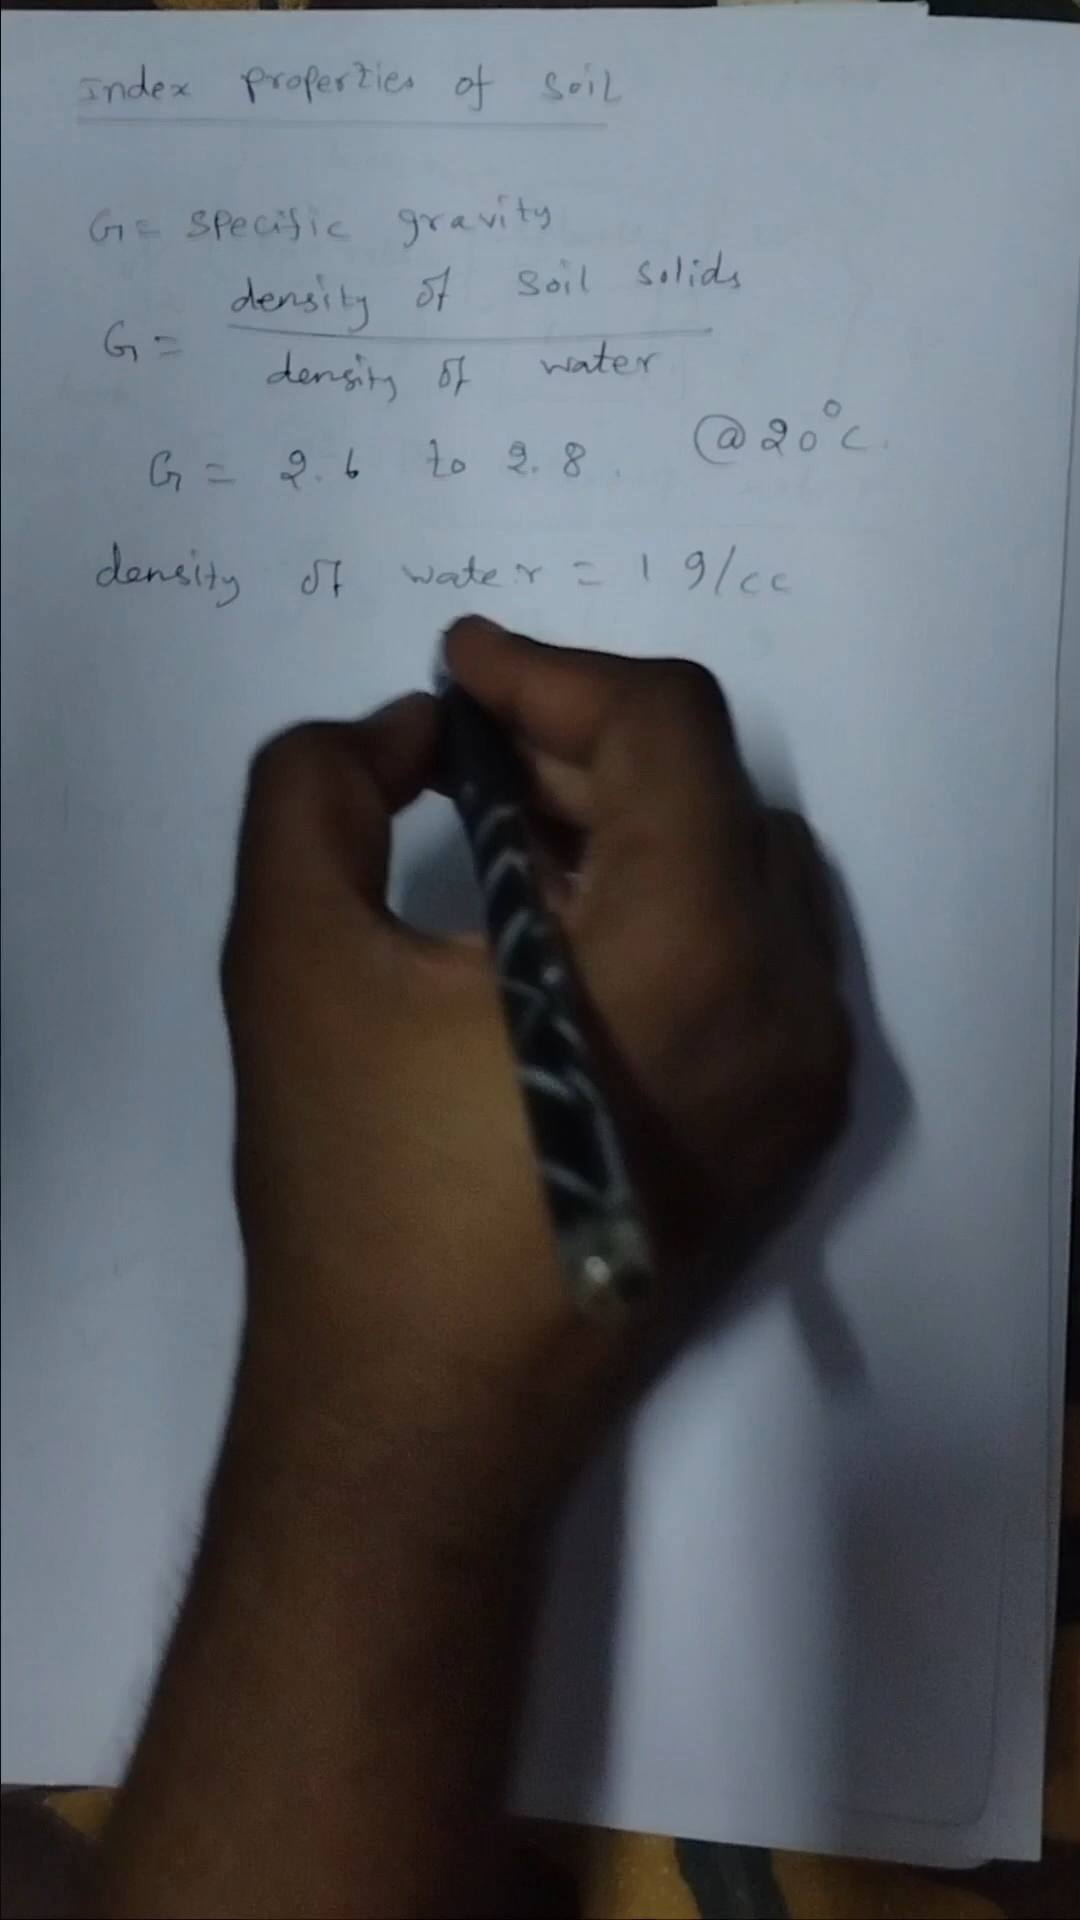 Index properties of soil
G = specific gravity
G = density of soil solids
density of water
G = 2.6 to 2.8. @20°C.
density of water = 1 g/cc